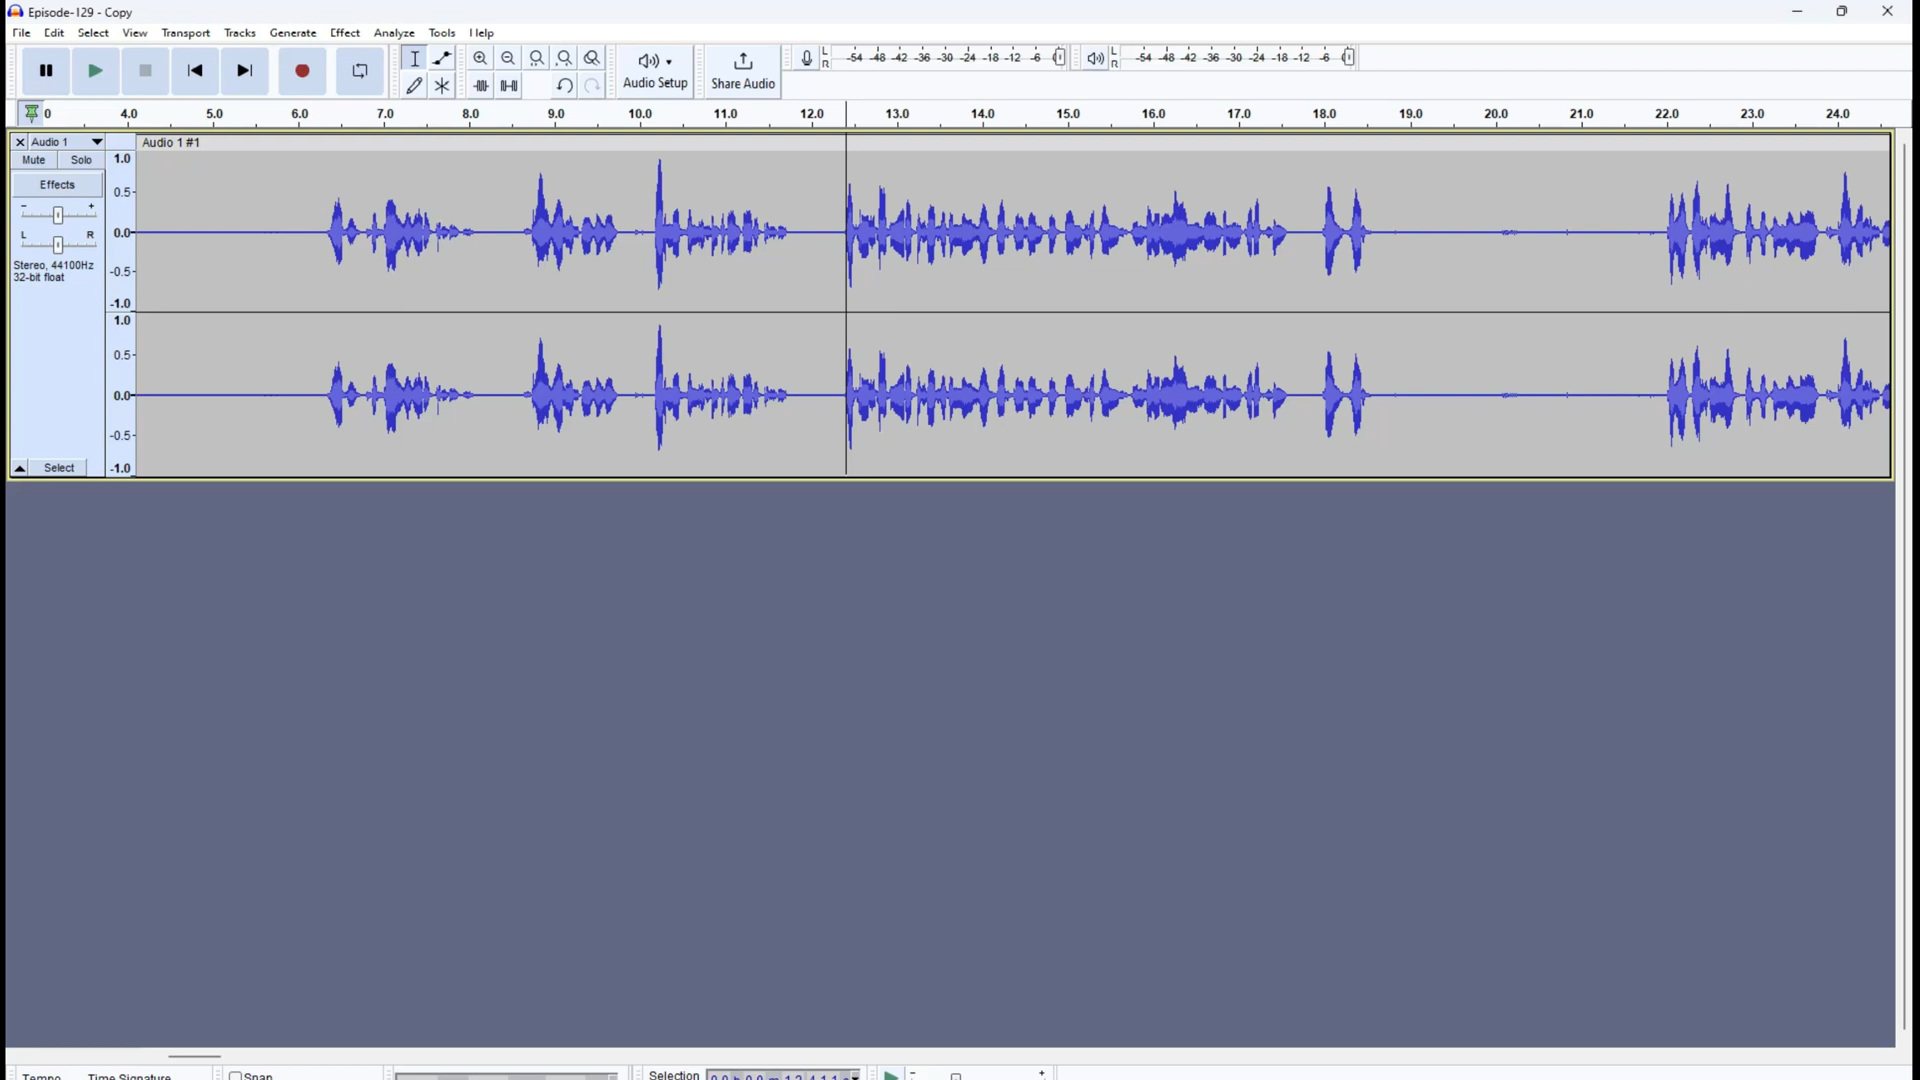 Episode-129 - Copy
File Edit Select View Transport Tracks Generate Effect Analyze Tools Help
L
R
-54 -48 -42 -36 -30 -24 -18 -12 -6 0
L
R
-54 -48 -42 -36 -30 -24 -18 -12 -6 0
Audio Setup
Share Audio
0 4.0 5.0 6.0 7.0 8.0 9.0 10.0 11.0 12.0 13.0 14.0 15.0 16.0 17.0 18.0 19.0 20.0 21.0 22.0 23.0 24.0
Audio 1
Audio 1 #1
Mute Solo
Effects
- +
L R
Stereo, 44100Hz
32-bit float
Select
1.0
0.5
0.0
-0.5
-1.0
1.0
0.5
0.0
-0.5
-1.0
Tempo Time Signature Snap Selection
- +